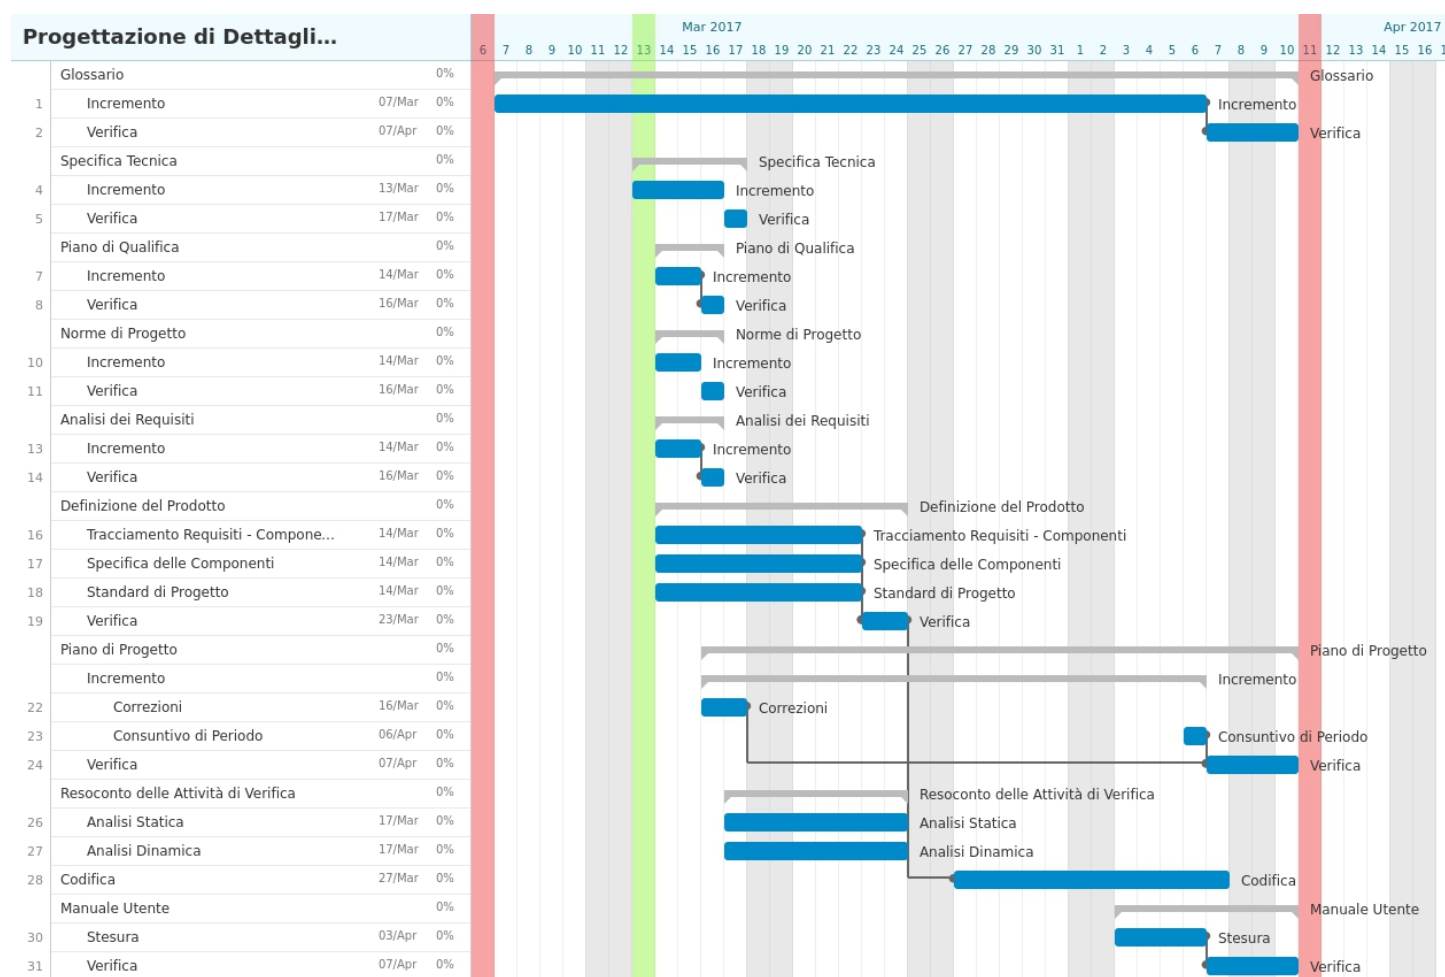 Progettazione di Dettagli...
Mar 2017
Apr 2017
6 7 8 9 10 11 12 13 14 15 16 17 18 19 20 21 22 23 24 25 26 27 28 29 30 31 1 2 3 4 5 6 7 8 9 10 11 12 13 14 15 16 1
Glossario 0% Glossario
1 Incremento 07/Mar 0% Incremento
2 Verifica 07/Apr 0% Verifica
Specifica Tecnica 0% Specifica Tecnica
4 Incremento 13/Mar 0% Incremento
5 Verifica 17/Mar 0% Verifica
Piano di Qualifica 0% Piano di Qualifica
7 Incremento 14/Mar 0% Incremento
8 Verifica 16/Mar 0% Verifica
Norme di Progetto 0% Norme di Progetto
10 Incremento 14/Mar 0% Incremento
11 Verifica 16/Mar 0% Verifica
Analisi dei Requisiti 0% Analisi dei Requisiti
13 Incremento 14/Mar 0% Incremento
14 Verifica 16/Mar 0% Verifica
Definizione del Prodotto 0% Definizione del Prodotto
16 Tracciamento Requisiti - Compone... 14/Mar 0% Tracciamento Requisiti - Componenti
17 Specifica delle Componenti 14/Mar 0% Specifica delle Componenti
18 Standard di Progetto 14/Mar 0% Standard di Progetto
19 Verifica 23/Mar 0% Verifica
Piano di Progetto 0% Piano di Progetto
Incremento 0% Incremento
22 Correzioni 16/Mar 0% Correzioni
23 Consuntivo di Periodo 06/Apr 0% Consuntivo di Periodo
24 Verifica 07/Apr 0% Verifica
Resoconto delle Attività di Verifica 0% Resoconto delle Attività di Verifica
26 Analisi Statica 17/Mar 0% Analisi Statica
27 Analisi Dinamica 17/Mar 0% Analisi Dinamica
28 Codifica 27/Mar 0% Codifica
Manuale Utente 0% Manuale Utente
30 Stesura 03/Apr 0% Stesura
31 Verifica 07/Apr 0% Verifica